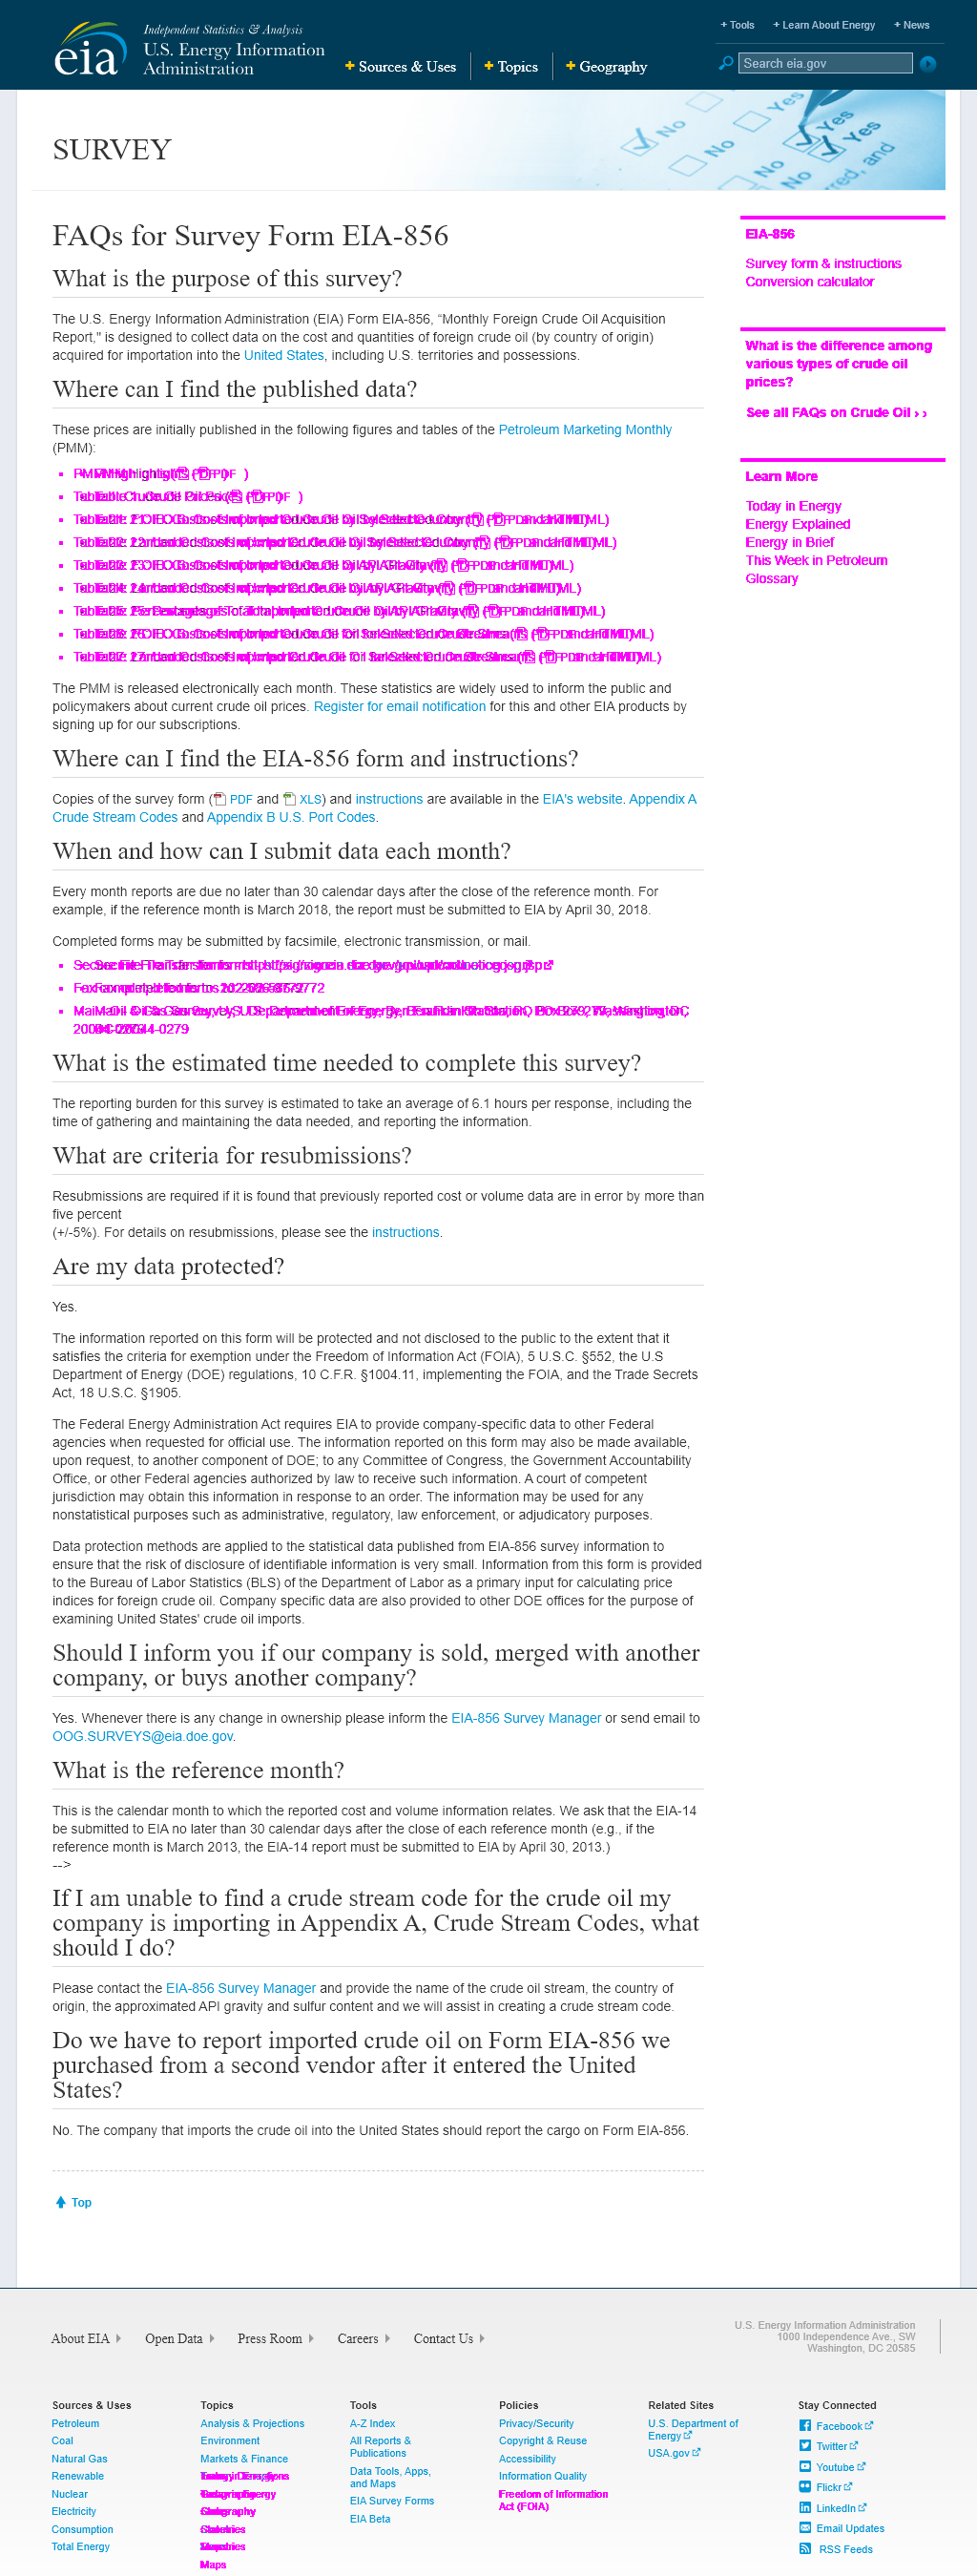 eia
Independent Statistics & Analysis
U.S. Energy Information
Administration
+ Sources & Uses
+ Topics
+ Geography
+ Tools
+ Learn About Energy
+ News
Search eia.gov
SURVEY
FAQs for Survey Form EIA-856
What is the purpose of this survey?
The U.S. Energy Information Administration (EIA) Form EIA-856, “Monthly Foreign Crude Oil Acquisition
Report," is designed to collect data on the cost and quantities of foreign crude oil (by country of origin)
acquired for importation into the United States, including U.S. territories and possessions.
Where can I find the published data?
These prices are initially published in the following figures and tables of the Petroleum Marketing Monthly
(PMM):
The PMM is released electronically each month. These statistics are widely used to inform the public and
policymakers about current crude oil prices. Register for email notification for this and other EIA products by
signing up for our subscriptions.
Where can I find the EIA-856 form and instructions?
Copies of the survey form (PDF and XLS) and instructions are available in the EIA's website. Appendix A
Crude Stream Codes and Appendix B U.S. Port Codes.
When and how can I submit data each month?
Every month reports are due no later than 30 calendar days after the close of the reference month. For
example, if the reference month is March 2018, the report must be submitted to EIA by April 30, 2018.
Completed forms may be submitted by facsimile, electronic transmission, or mail.
What is the estimated time needed to complete this survey?
The reporting burden for this survey is estimated to take an average of 6.1 hours per response, including the
time of gathering and maintaining the data needed, and reporting the information.
What are criteria for resubmissions?
Resubmissions are required if it is found that previously reported cost or volume data are in error by more than
five percent
(+/-5%). For details on resubmissions, please see the instructions.
Are my data protected?
Yes.
The information reported on this form will be protected and not disclosed to the public to the extent that it
satisfies the criteria for exemption under the Freedom of Information Act (FOIA), 5 U.S.C. §552, the U.S
Department of Energy (DOE) regulations, 10 C.F.R. §1004.11, implementing the FOIA, and the Trade Secrets
Act, 18 U.S.C. §1905.
The Federal Energy Administration Act requires EIA to provide company-specific data to other Federal
agencies when requested for official use. The information reported on this form may also be made available,
upon request, to another component of DOE; to any Committee of Congress, the Government Accountability
Office, or other Federal agencies authorized by law to receive such information. A court of competent
jurisdiction may obtain this information in response to an order. The information may be used for any
nonstatistical purposes such as administrative, regulatory, law enforcement, or adjudicatory purposes.
Data protection methods are applied to the statistical data published from EIA-856 survey information to
ensure that the risk of disclosure of identifiable information is very small. Information from this form is provided
to the Bureau of Labor Statistics (BLS) of the Department of Labor as a primary input for calculating price
indices for foreign crude oil. Company specific data are also provided to other DOE offices for the purpose of
examining United States' crude oil imports.
Should I inform you if our company is sold, merged with another
company, or buys another company?
Yes. Whenever there is any change in ownership please inform the EIA-856 Survey Manager or send email to
OOG.SURVEYS@eia.doe.gov.
What is the reference month?
This is the calendar month to which the reported cost and volume information relates. We ask that the EIA-14
be submitted to EIA no later than 30 calendar days after the close of each reference month (e.g., if the
reference month is March 2013, the EIA-14 report must be submitted to EIA by April 30, 2013.)
-->
If I am unable to find a crude stream code for the crude oil my
company is importing in Appendix A, Crude Stream Codes, what
should I do?
Please contact the EIA-856 Survey Manager and provide the name of the crude oil stream, the country of
origin, the approximated API gravity and sulfur content and we will assist in creating a crude stream code.
Do we have to report imported crude oil on Form EIA-856 we
purchased from a second vendor after it entered the United
States?
No. The company that imports the crude oil into the United States should report the cargo on Form EIA-856.
Top
EIA-856
Survey form & instructions
Conversion calculator
What is the difference among
various types of crude oil
prices?
See all FAQs on Crude Oil ›
Learn More
Today in Energy
Energy Explained
Energy in Brief
This Week in Petroleum
Glossary
About EIA
Open Data
Press Room
Careers
Contact Us
U.S. Energy Information Administration
1000 Independence Ave., SW
Washington, DC 20585
Sources & Uses
Petroleum
Coal
Natural Gas
Renewable
Nuclear
Electricity
Consumption
Total Energy
Topics
Analysis & Projections
Environment
Markets & Finance
Maps
Tools
A-Z Index
All Reports &
Publications
Data Tools, Apps,
and Maps
EIA Survey Forms
EIA Beta
Policies
Privacy/Security
Copyright & Reuse
Accessibility
Information Quality
Freedom of Information
Act (FOIA)
Related Sites
U.S. Department of
Energy
USA.gov
Stay Connected
Facebook
Twitter
Youtube
Flickr
LinkedIn
Email Updates
RSS Feeds